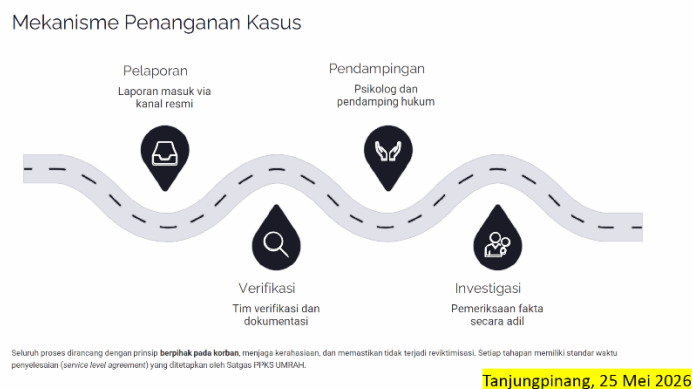 Mekanisme Penanganan Kasus
Pelaporan
Laporan masuk via
kanal resmi
Pendampingan
Psikolog dan
pendamping hukum
Verifikasi
Tim verifikasi dan
dokumentasi
Investigasi
Pemeriksaan fakta
secara adil
Seluruh proses dirancang dengan prinsip berpihak pada korban, menjaga kerahasiaan, dan memastikan tidak terjadi reviktimisasi. Setiap tahapan memiliki standar waktu
penyelesaian (service level agreement) yang ditetapkan oleh Satgas PPKS UMRAH.
Tanjungpinang, 25 Mei 2026